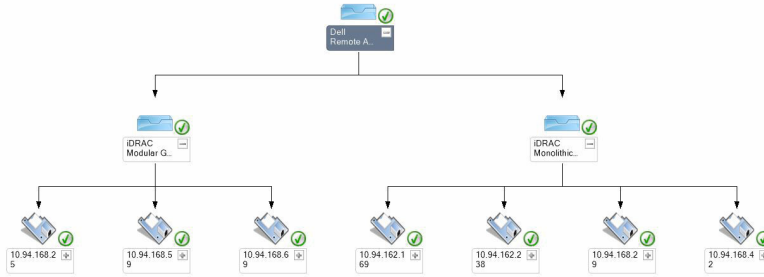 Dell
Remote A..
iDRAC
Modular G..
iDRAC
Monolithic..
10.94.168.2
5
10.94.168.5
9
10.94.168.6
9
10.94.162.1
69
10.94.162.2
38
10.94.168.2
9
10.94.168.4
2